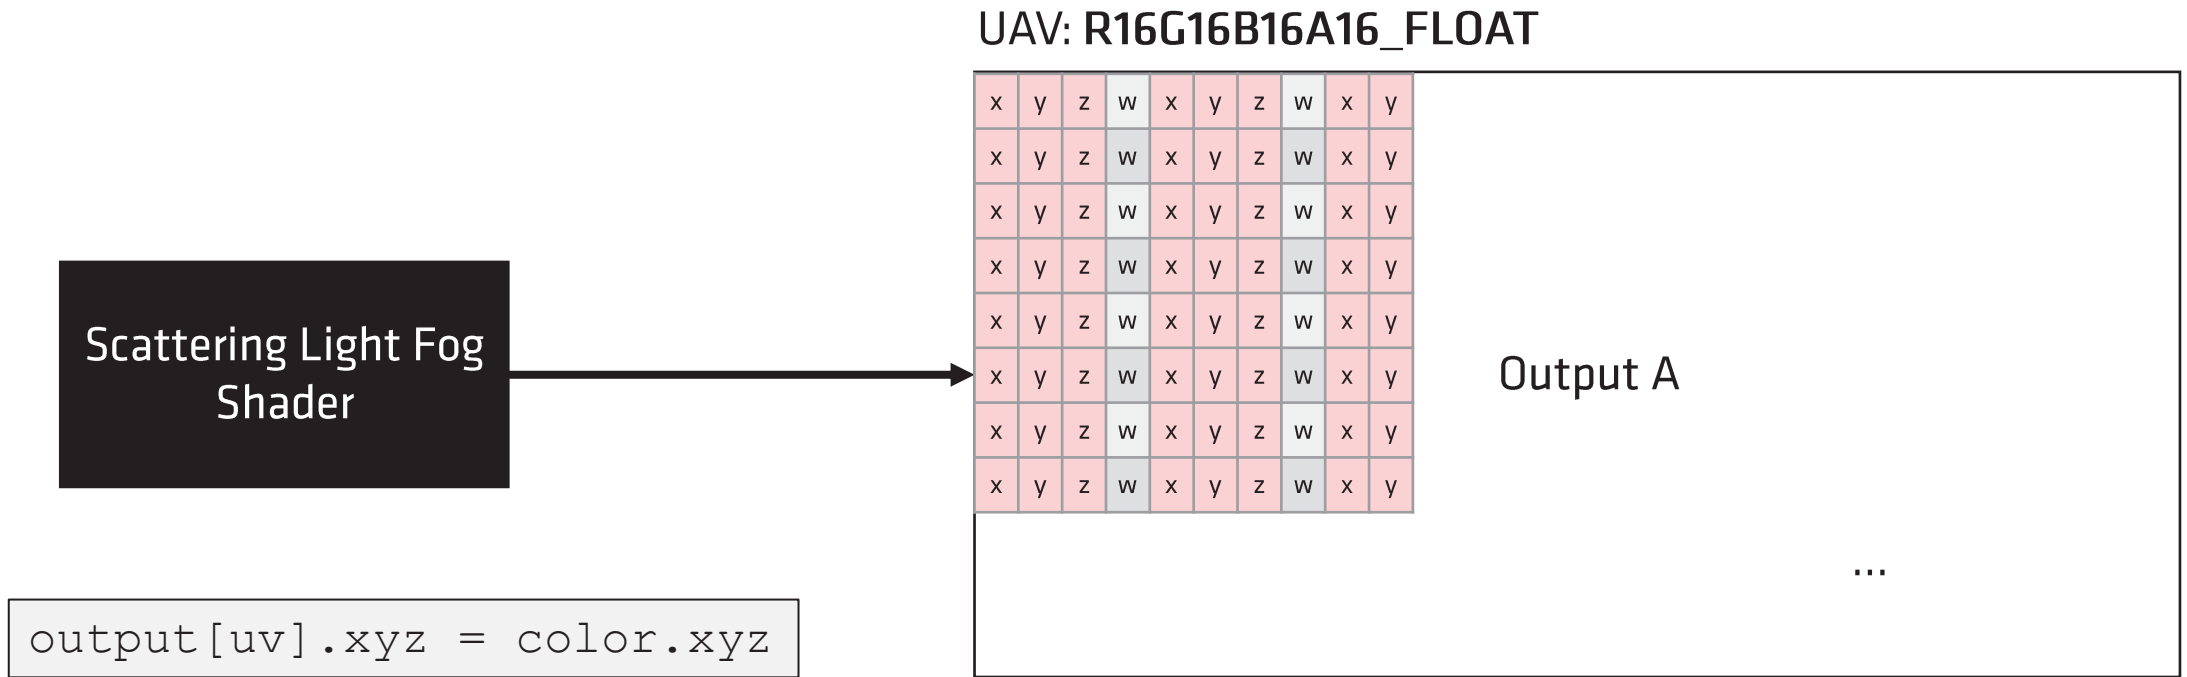 UAV: R16G16B16A16_FLOAT
x y z w x y z w x y
x y z w x y z w x y
x y z w x y z w x y
x y z w x y z w x y
x y z w x y z w x y
x y z w x y z w x y
x y z w x y z w x y
x y z w x y z w x y
Scattering Light Fog
Shader
Output A
...
output[uv].xyz = color.xyz